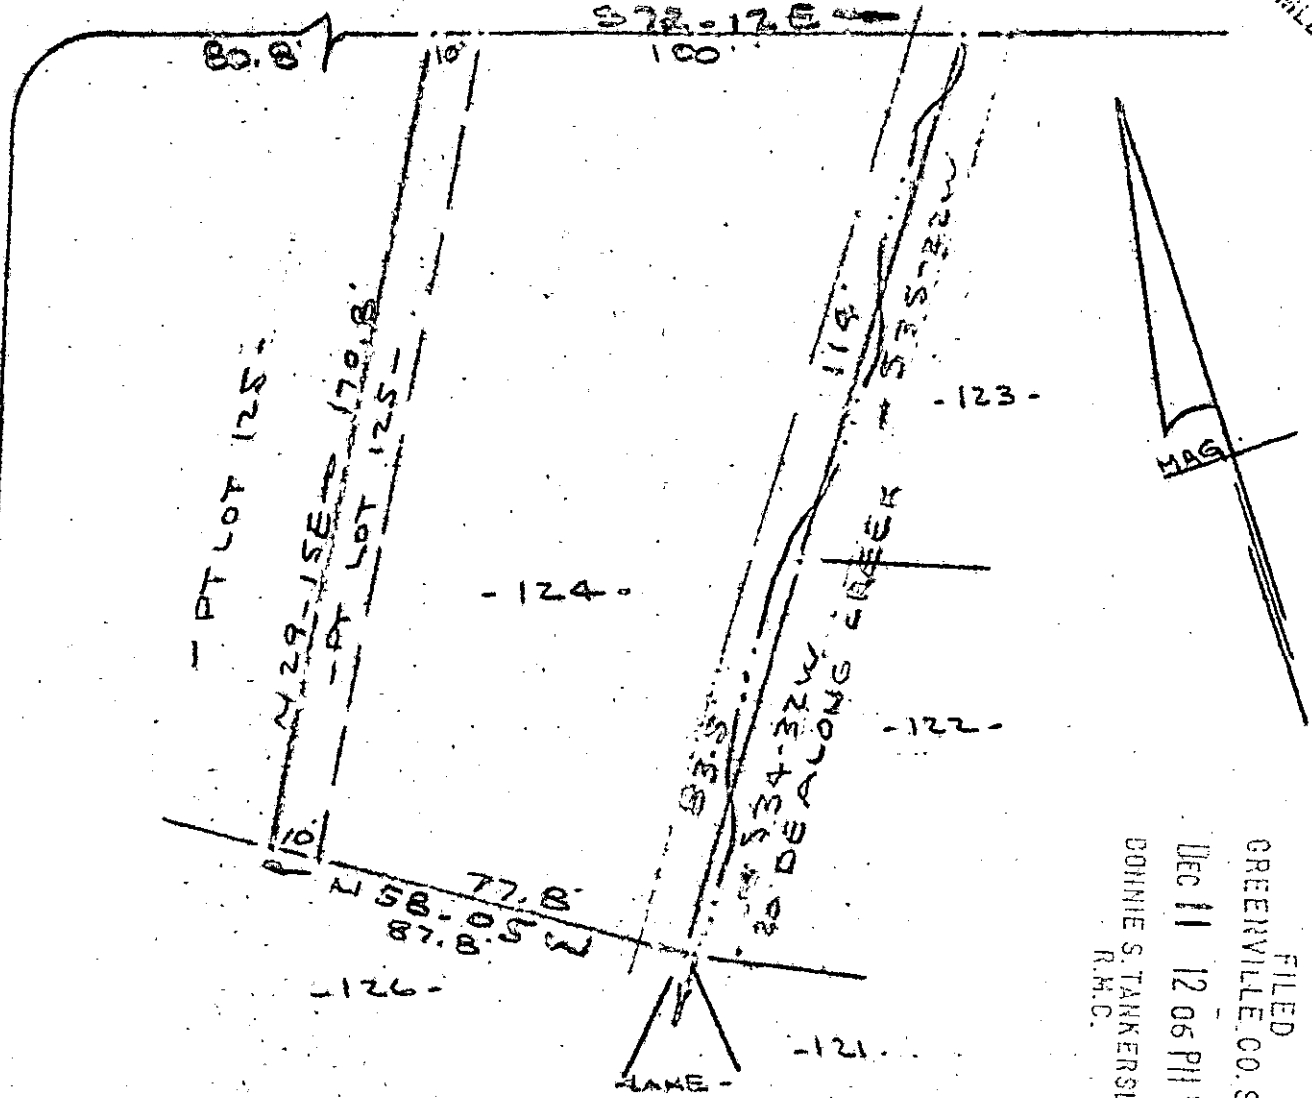 S 72-12 E
80.8'
10'
100'
- PT LOT 125 -
N 29-15 E
170.8'
- PT LOT 125 -
- 124 -
114'
S 35-22 W
- 123 -
MAG
83.5
S 34-32 W
20' DE ALONG CREEK
- 122 -
10'
77.8'
N 58-05 W
87.8'
- 126 -
- 121 -
- LAKE -
FILED
GREENVILLE.CO.S
DEC 11 12 06 PM
DONNIE S.TANKERSL
R.M.C.